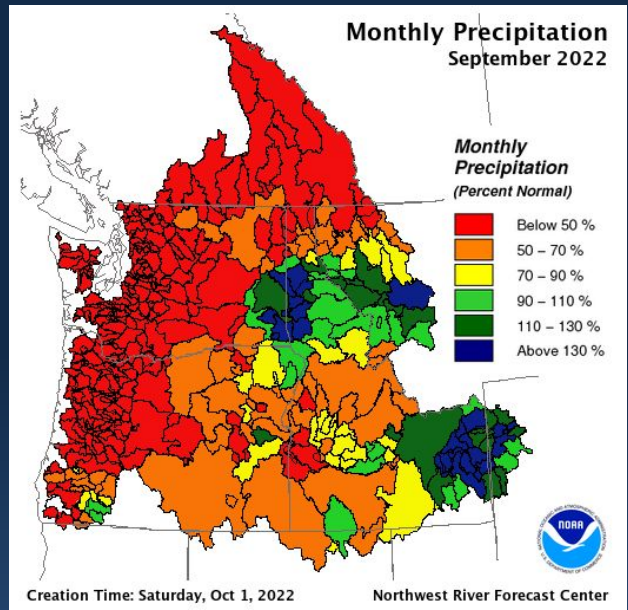 Monthly Precipitation
September 2022
Monthly
Precipitation
(Percent Normal)
Below 50 %
50 – 70 %
70 – 90 %
90 – 110 %
110 – 130 %
Above 130 %
NOAA
Creation Time: Saturday, Oct 1, 2022
Northwest River Forecast Center